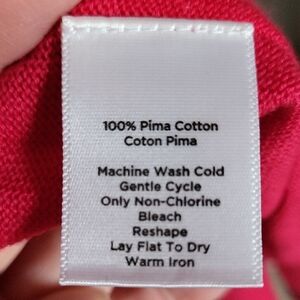 100% Pima Cotton
Coton Pima
Machine Wash Cold
Gentle Cycle
Only Non-Chlorine
Bleach
Reshape
Lay Flat To Dry
Warm Iron